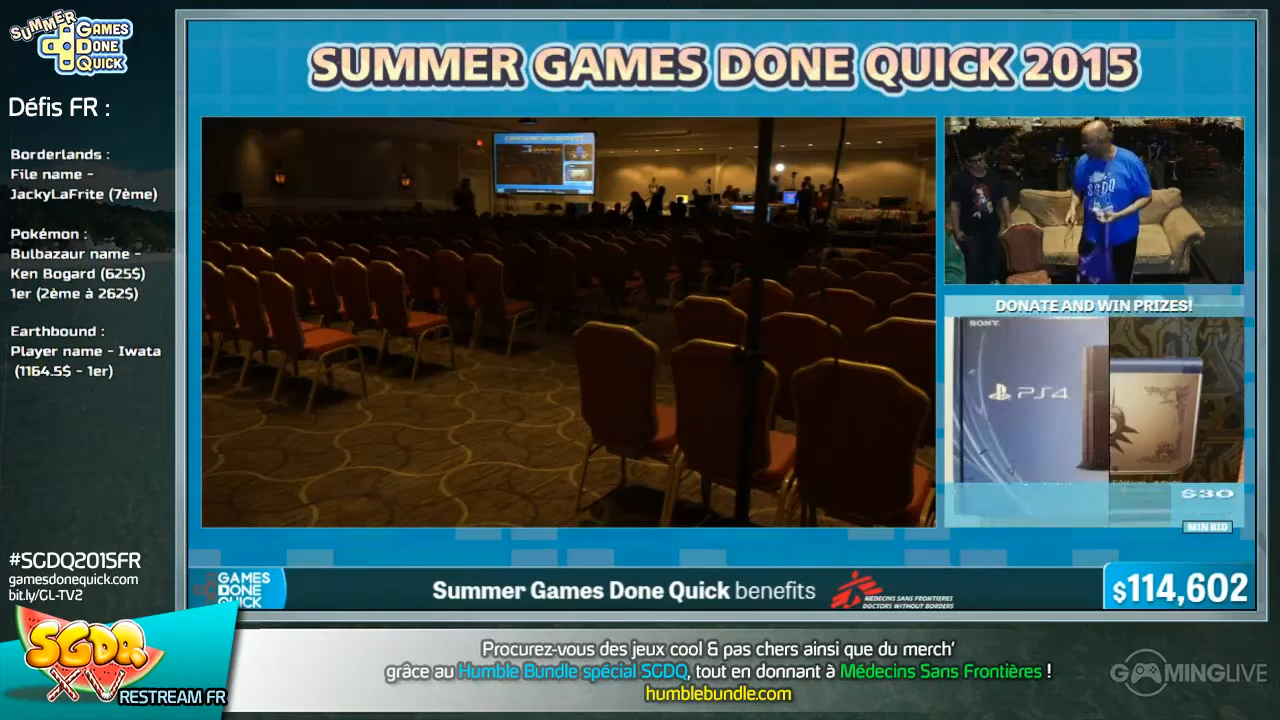 SUMMER
GAMES
DONE
QUICK
Défis FR :
Borderlands :
File name -
JackyLaFrite (7ème)
Pokémon :
Bulbazaur name -
Ken Bogard (625$)
1er (2ème à 262$)
Earthbound :
Player name - Iwata
(1164.5$ - 1er)
#SGDQ2015FR
gamesdonequick.com
bit.ly/GL-TV2
SGDQ
XV
RESTREAM FR
SUMMER GAMES DONE QUICK 2015
SGDQ
DONATE AND WIN PRIZES!
SONY
PS4
$30
MIN BID
GAMES
DONE
QUICK
Summer Games Done Quick benefits
MEDECINS SANS FRONTIERES
DOCTORS WITHOUT BORDERS
$114,602
Procurez-vous des jeux cool & pas chers ainsi que du merch'
grâce au Humble Bundle spécial SGDQ, tout en donnant à Médecins Sans Frontières !
humblebundle.com
GAMINGLIVE